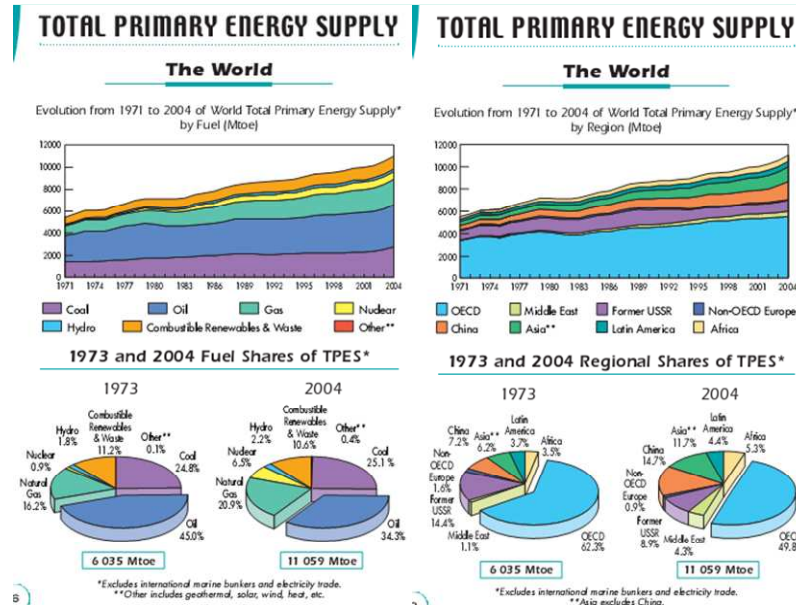 TOTAL PRIMARY ENERGY SUPPLY
The World
Evolution from 1971 to 2004 of World Total Primary Energy Supply*
by Fuel (Mtoe)
12000
10000
8000
6000
4000
2000
0
1971 1974 1977 1980 1983 1986 1989 1992 1995 1998 2001 2004
Coal Oil Gas Nuclear
Hydro Combustible Renewables & Waste Other**
1973 and 2004 Fuel Shares of TPES*
1973
Combustible
Renewables
& Waste
11.2%
Hydro
1.8%
Other**
0.1%
Nuclear
0.9%
Coal
24.8%
Natural
Gas
16.2%
Oil
45.0%
6 035 Mtoe
2004
Combustible
Renewables
& Waste
10.6%
Hydro
2.2%
Other**
0.4%
Nuclear
6.5%
Coal
25.1%
Natural
Gas
20.9%
Oil
34.3%
11 059 Mtoe
*Excludes international marine bunkers and electricity trade.
**Other includes geothermal, solar, wind, heat, etc.
6
TOTAL PRIMARY ENERGY SUPPLY
The World
Evolution from 1971 to 2004 of World Total Primary Energy Supply*
by Region (Mtoe)
12000
10000
8000
6000
4000
2000
0
1971 1974 1977 1980 1983 1986 1989 1992 1995 1998 2001 2004
OECD Middle East Former USSR Non-OECD Europe
China Asia** Latin America Africa
1973 and 2004 Regional Shares of TPES*
1973
China
7.2%
Asia**
6.2%
Latin
America
3.7%
Africa
3.5%
Non-
OECD
Europe
1.6%
Former
USSR
14.4%
Middle East
1.1%
OECD
62.3%
6 035 Mtoe
2004
Asia**
11.7%
Latin
America
4.4%
Africa
5.3%
China
14.7%
Non-
OECD
Europe
0.9%
Former
USSR
8.9%
Middle East
4.3%
OECD
49.8
11 059 Mtoe
*Excludes international marine bunkers and electricity trade.
**Asia excludes China.